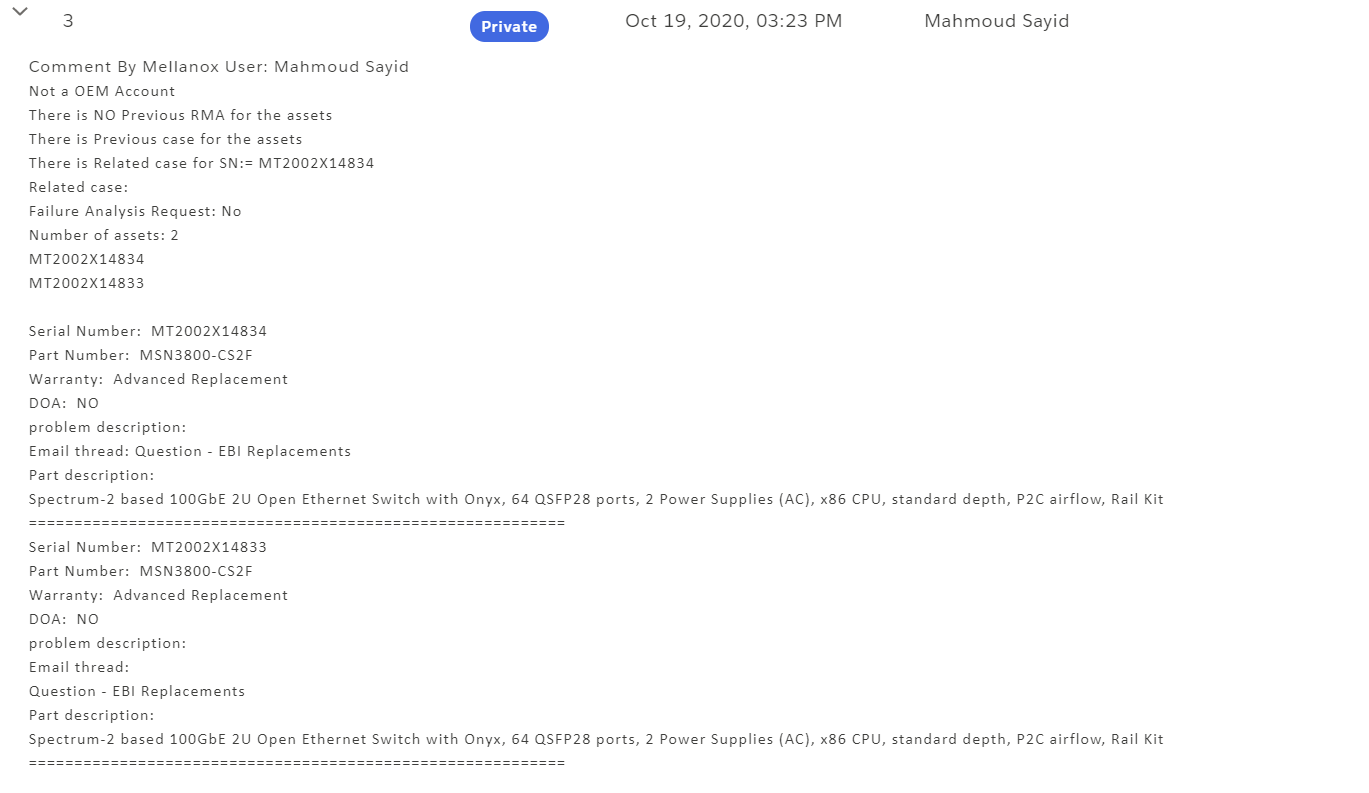 3 Private Oct 19, 2020, 03:23 PM Mahmoud Sayid
Comment By Mellanox User: Mahmoud Sayid
Not a OEM Account
There is NO Previous RMA for the assets
There is Previous case for the assets
There is Related case for SN:= MT2002X14834
Related case:
Failure Analysis Request: No
Number of assets: 2
MT2002X14834
MT2002X14833
Serial Number:  MT2002X14834
Part Number:  MSN3800-CS2F
Warranty:  Advanced Replacement
DOA:  NO
problem description:
Email thread: Question - EBI Replacements
Part description:
Spectrum-2 based 100GbE 2U Open Ethernet Switch with Onyx, 64 QSFP28 ports, 2 Power Supplies (AC), x86 CPU, standard depth, P2C airflow, Rail Kit
===========================================================
Serial Number:  MT2002X14833
Part Number:  MSN3800-CS2F
Warranty:  Advanced Replacement
DOA:  NO
problem description:
Email thread:
Question - EBI Replacements
Part description:
Spectrum-2 based 100GbE 2U Open Ethernet Switch with Onyx, 64 QSFP28 ports, 2 Power Supplies (AC), x86 CPU, standard depth, P2C airflow, Rail Kit
===========================================================